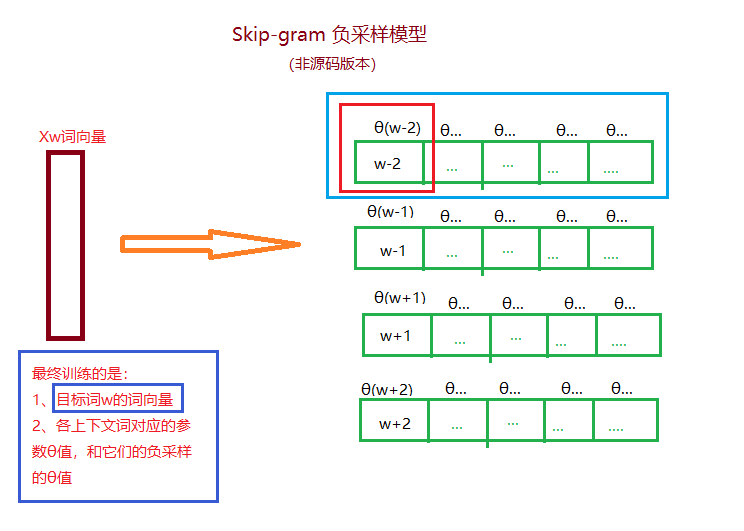 Skip-gram 负采样模型
（非源码版本）
Xw词向量
θ(w-2) θ... θ... θ... θ...
w-2 ... ... ... ....
θ(w-1) θ... θ... θ... θ...
w-1 ... ... ... ....
θ(w+1) θ... θ... θ... θ...
w+1 ... ... ... ....
θ(w+2) θ... θ... θ... θ...
w+2 ... ... ... ....
最终训练的是：
1、目标词w的词向量
2、各上下文词对应的参
数θ值，和它们的负采样
的θ值